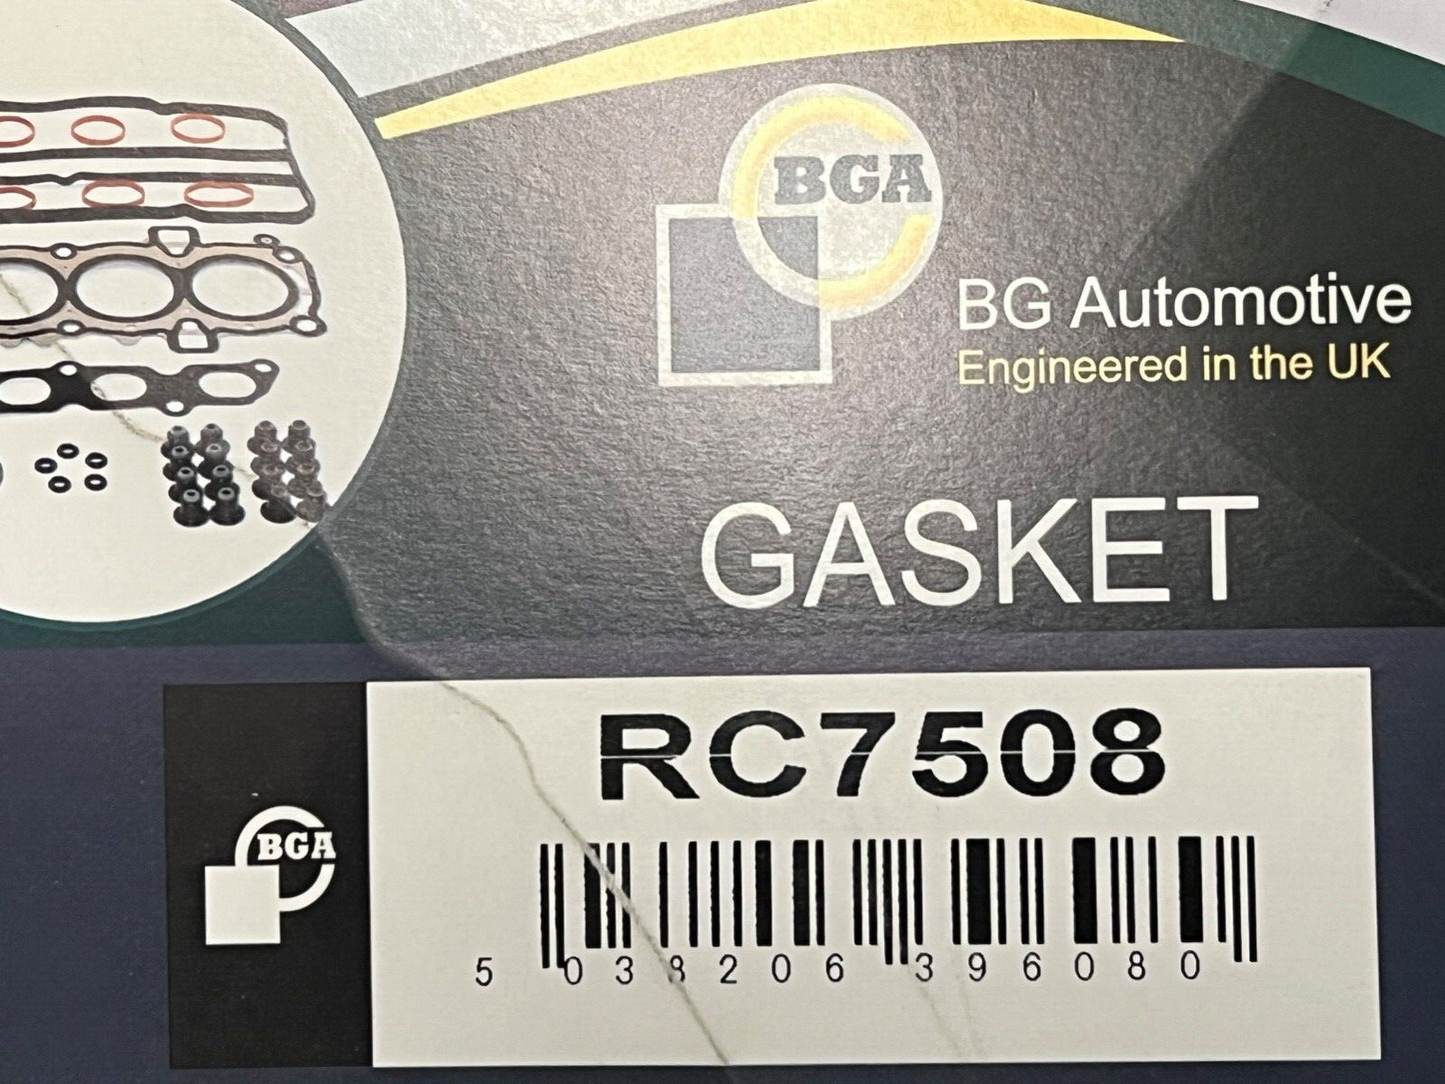 BGA
BG Automotive
Engineered in the UK
GASKET
RC7508
BGA
5 038206 396080